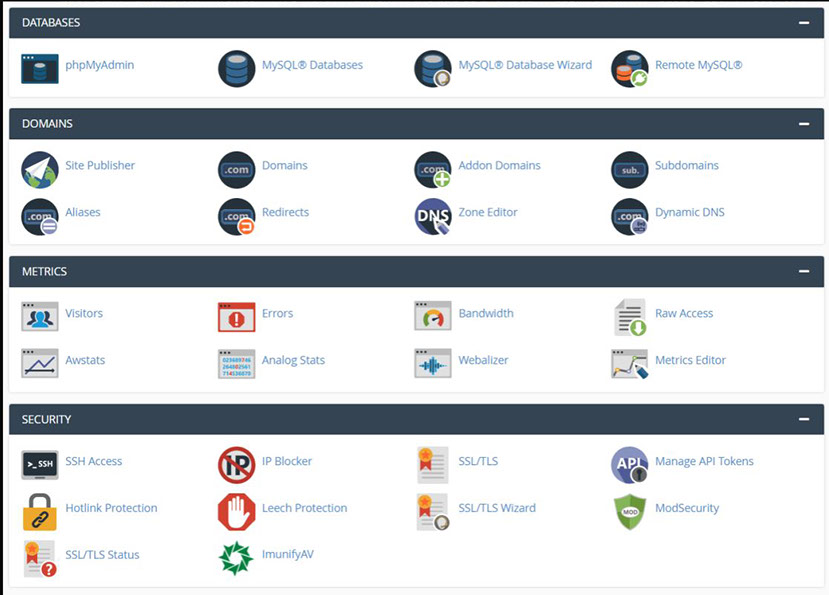 DATABASES
phpMyAdmin MySQL® Databases MySQL® Database Wizard Remote MySQL®
DOMAINS
Site Publisher .com Domains .com Addon Domains sub. Subdomains
.com Aliases .com Redirects DNS Zone Editor .com Dynamic DNS
METRICS
Visitors Errors Bandwidth Raw Access
Awstats Analog Stats Webalizer Metrics Editor
SECURITY
>_SSH SSH Access IP IP Blocker SSL/TLS API Manage API Tokens
Hotlink Protection Leech Protection SSL/TLS Wizard MOD ModSecurity
SSL/TLS Status ImunifyAV